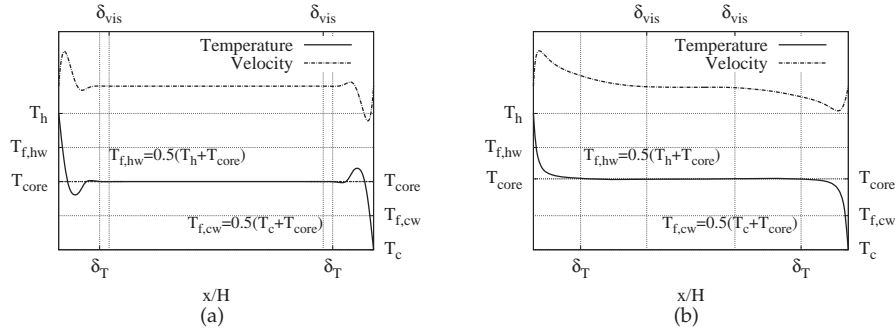 δvis δvis
Temperature
Velocity
Th
Tf,hw
Tf,hw=0.5(Th+Tcore)
Tcore Tcore
Tf,cw
Tf,cw=0.5(Tc+Tcore)
Tc
δT δT
x/H
(a)
δvis δvis
Temperature
Velocity
Th
Tf,hw
Tf,hw=0.5(Th+Tcore)
Tcore Tcore
Tf,cw
Tf,cw=0.5(Tc+Tcore)
Tc
δT δT
x/H
(b)